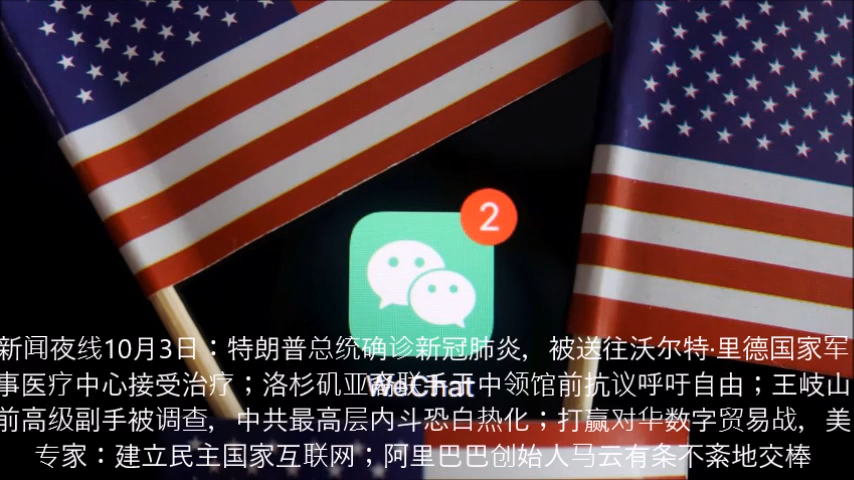 2
WeChat
新闻夜线10月3日：特朗普总统确诊新冠肺炎，被送往沃尔特·里德国家军
事医疗中心接受治疗；洛杉矶亚裔联手于中领馆前抗议呼吁自由；王岐山
前高级副手被调查，中共最高层内斗恐白热化；打赢对华数字贸易战，美
专家：建立民主国家互联网；阿里巴巴创始人马云有条不紊地交棒